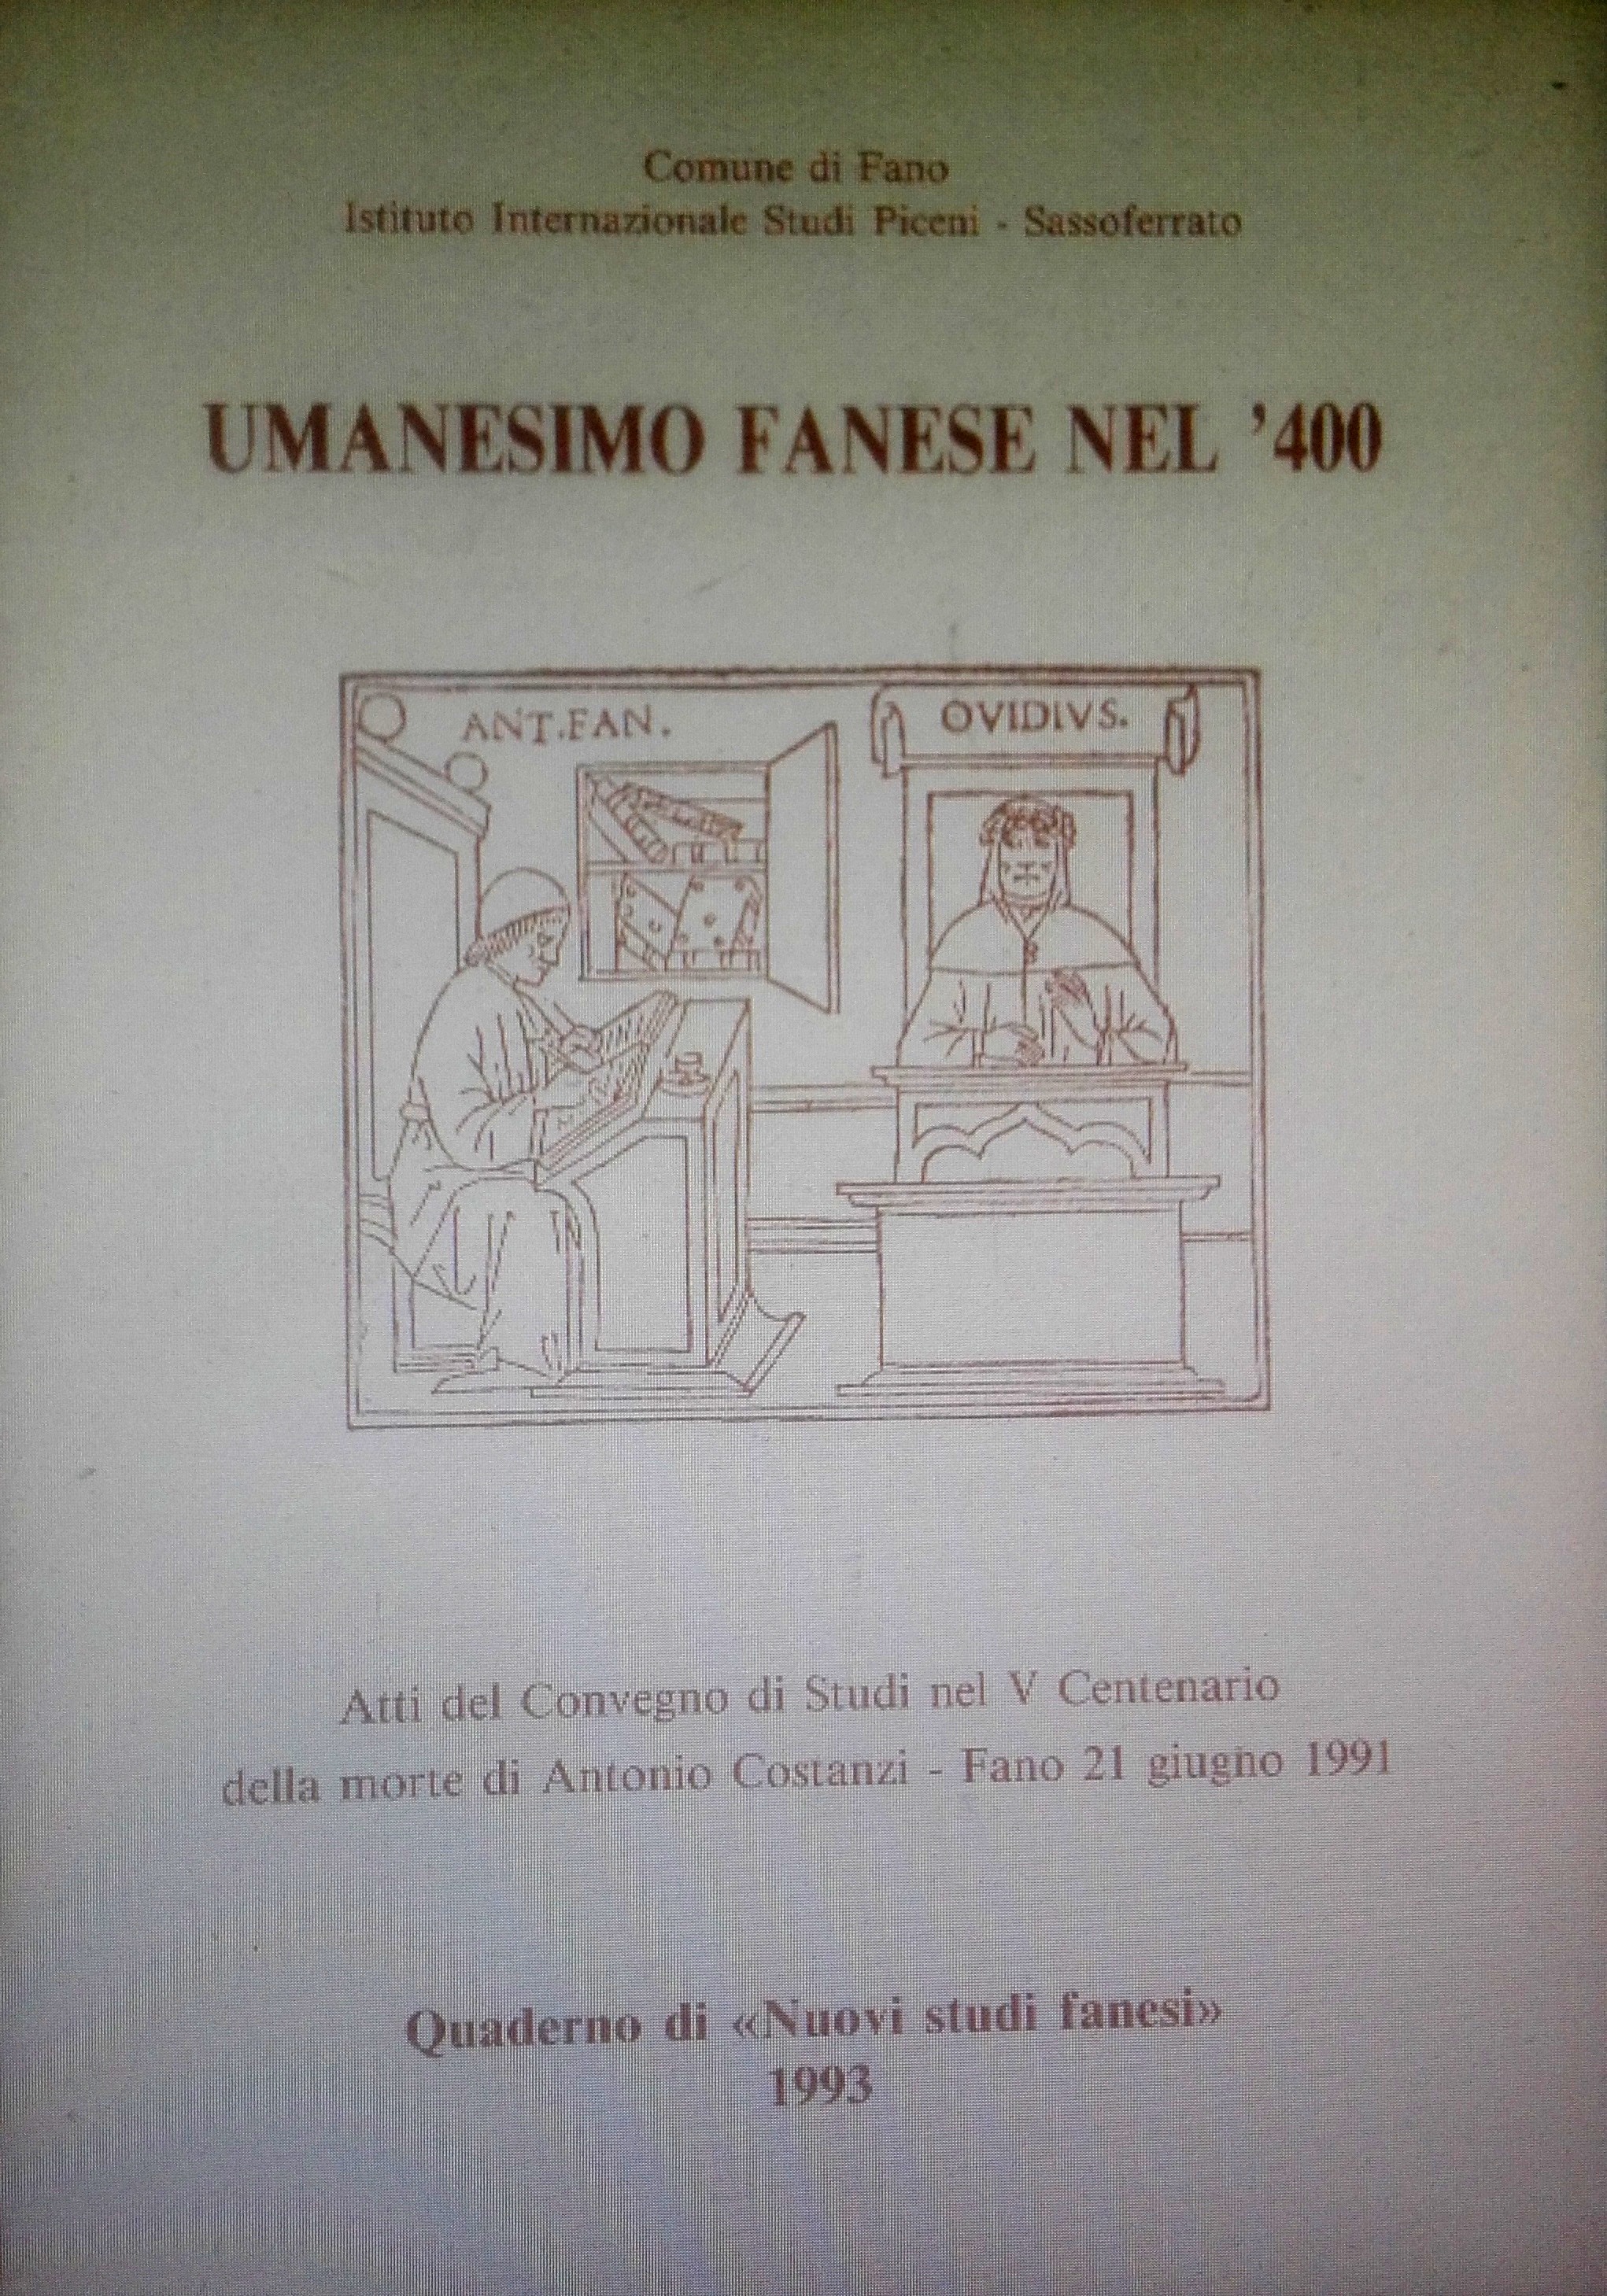 Comune di Fano
Istituto Internazionale Studi Piceni - Sassoferrato
UMANESIMO FANESE NEL '400
ANT.FAN.
OVIDIVS.
Atti del Convegno di Studi nel V Centenario
della morte di Antonio Costanzi - Fano 21 giugno 1991
Quaderno di «Nuovi studi fanesi»
1993